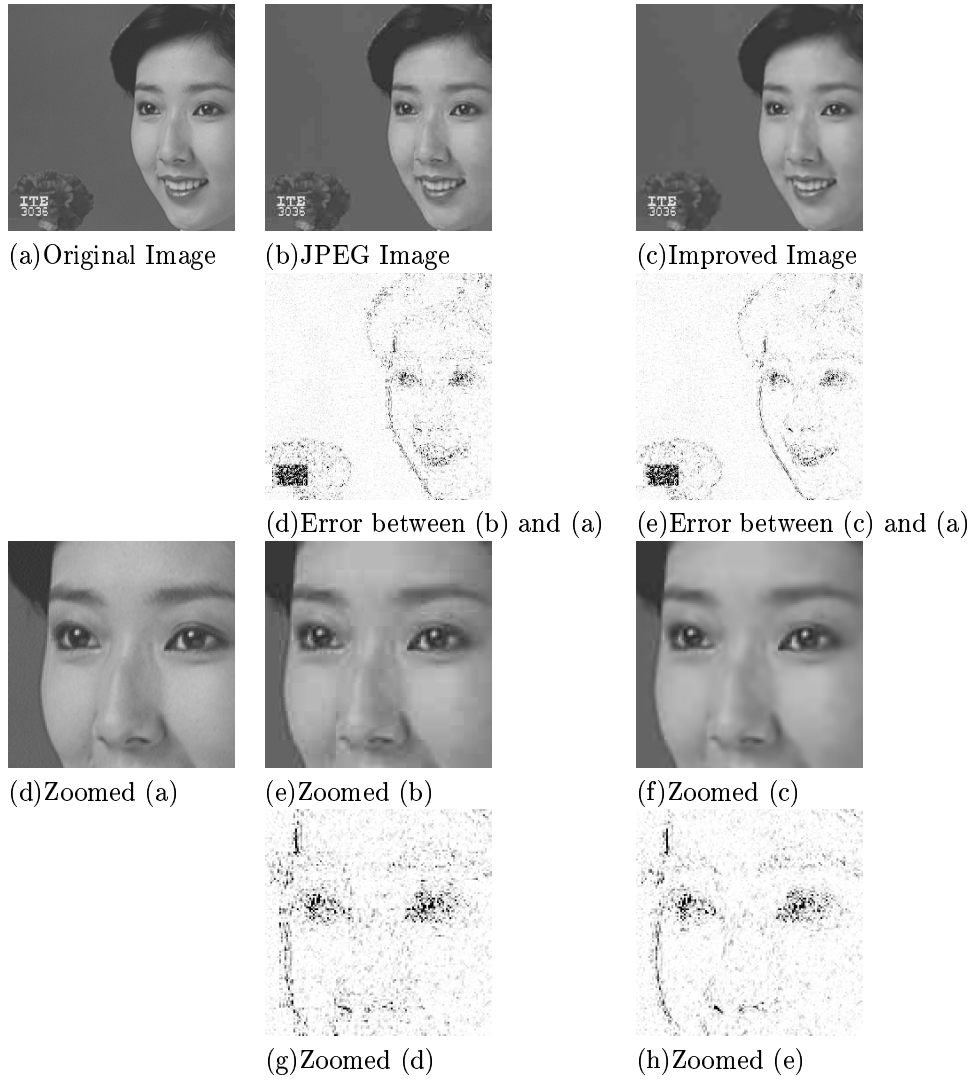 ITE
3036
ITE
3036
ITE
3036
(a)Original Image
(b)JPEG Image
(c)Improved Image
(d)Error between (b) and (a)
(e)Error between (c) and (a)
(d)Zoomed (a)
(e)Zoomed (b)
(f)Zoomed (c)
(g)Zoomed (d)
(h)Zoomed (e)